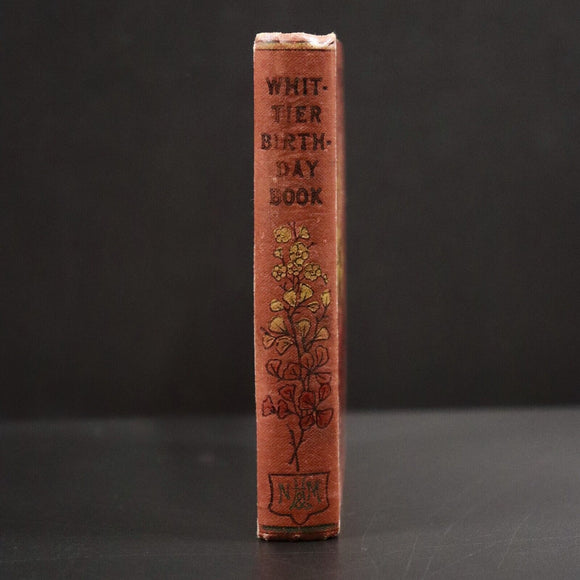 WHIT-
TIER
BIRTH-
DAY
BOOK
N & M